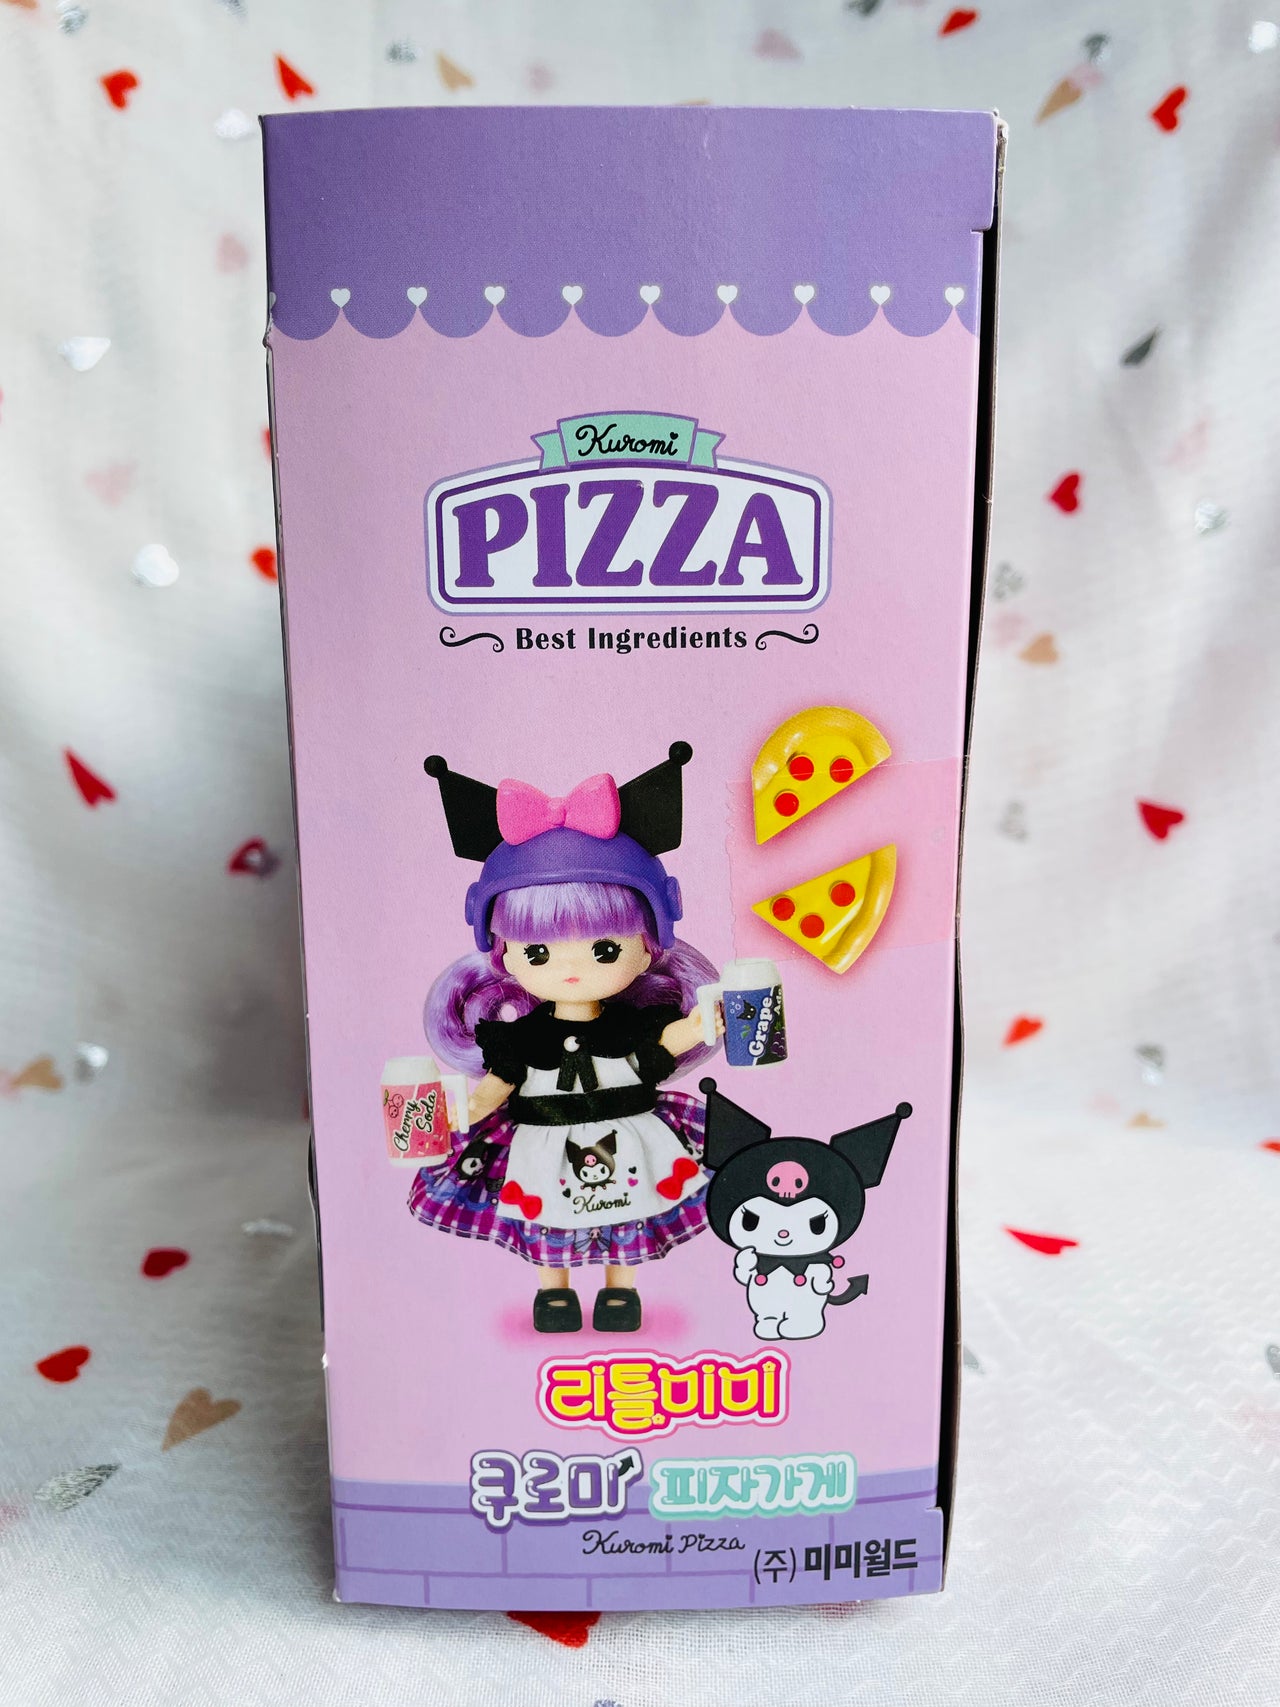 Kuromi
PIZZA
Best Ingredients
Grape
Ade
Cherry
Soda
Kuromi
리틀미미
쿠로미 피자가게
Kuromi Pizza
(주) 미미월드